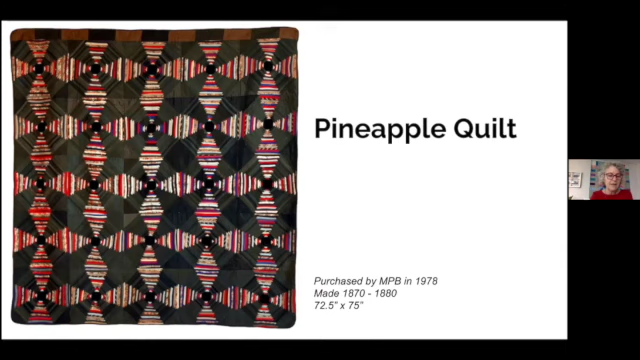 Pineapple Quilt
Purchased by MPB in 1978
Made 1870 - 1880
72.5" x 75"